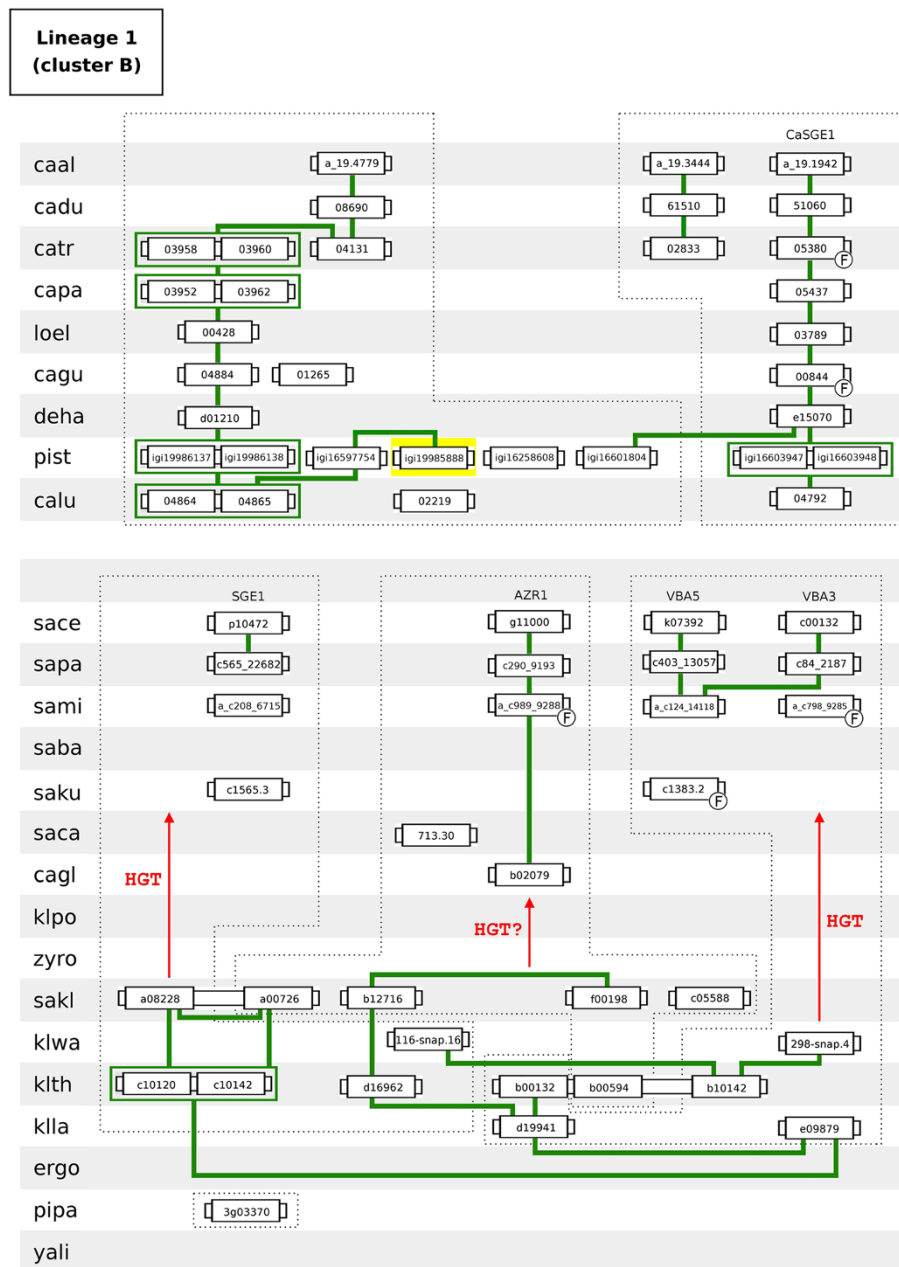 Lineage 1
(cluster B)
CaSGE1
caal a_19.4779 a_19.3444 a_19.1942
cadu 08690 61510 51060
catr 03958 03960 04131 02833 05380 F
capa 03952 03962 05437
loel 00428 03789
cagu 04884 01265 00844 F
deha d01210 e15070
pist igi19986137 igi19986138 igi16597754 igi19985888 igi16258608 igi16601804 igi16603947 igi16603948
calu 04864 04865 02219 04792
SGE1 AZR1 VBA5 VBA3
sace p10472 g11000 k07392 c00132
sapa c565_22682 c290_9193 c403_13057 c84_2187
sami a_c208_6715 a_c989_9288 F a_c124_14118 a_c798_9285 F
saba
saku c1565.3 c1383.2 F
saca 713.30
cagl b02079
HGT HGT? HGT
klpo
zyro
sakl a08228 a00726 b12716 f00198 c05588
klwa 116-snap.16 298-snap.4
klth c10120 c10142 d16962 b00132 b00594 b10142
klla d19941 e09879
ergo
pipa 3g03370
yali